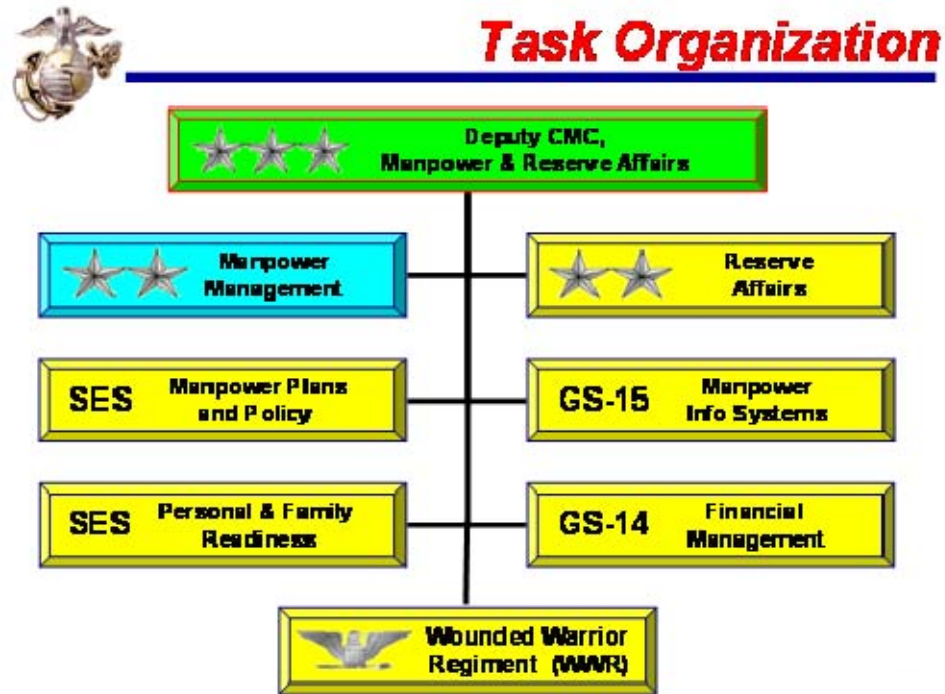 Task Organization
Deputy CMC,
Manpower & Reserve Affairs
Manpower
Management
Reserve
Affairs
SES
Manpower Plans
and Policy
GS-15
Manpower
Info Systems
SES
Personal & Family
Readiness
GS-14
Financial
Management
Wounded Warrior
Regiment (WWR)